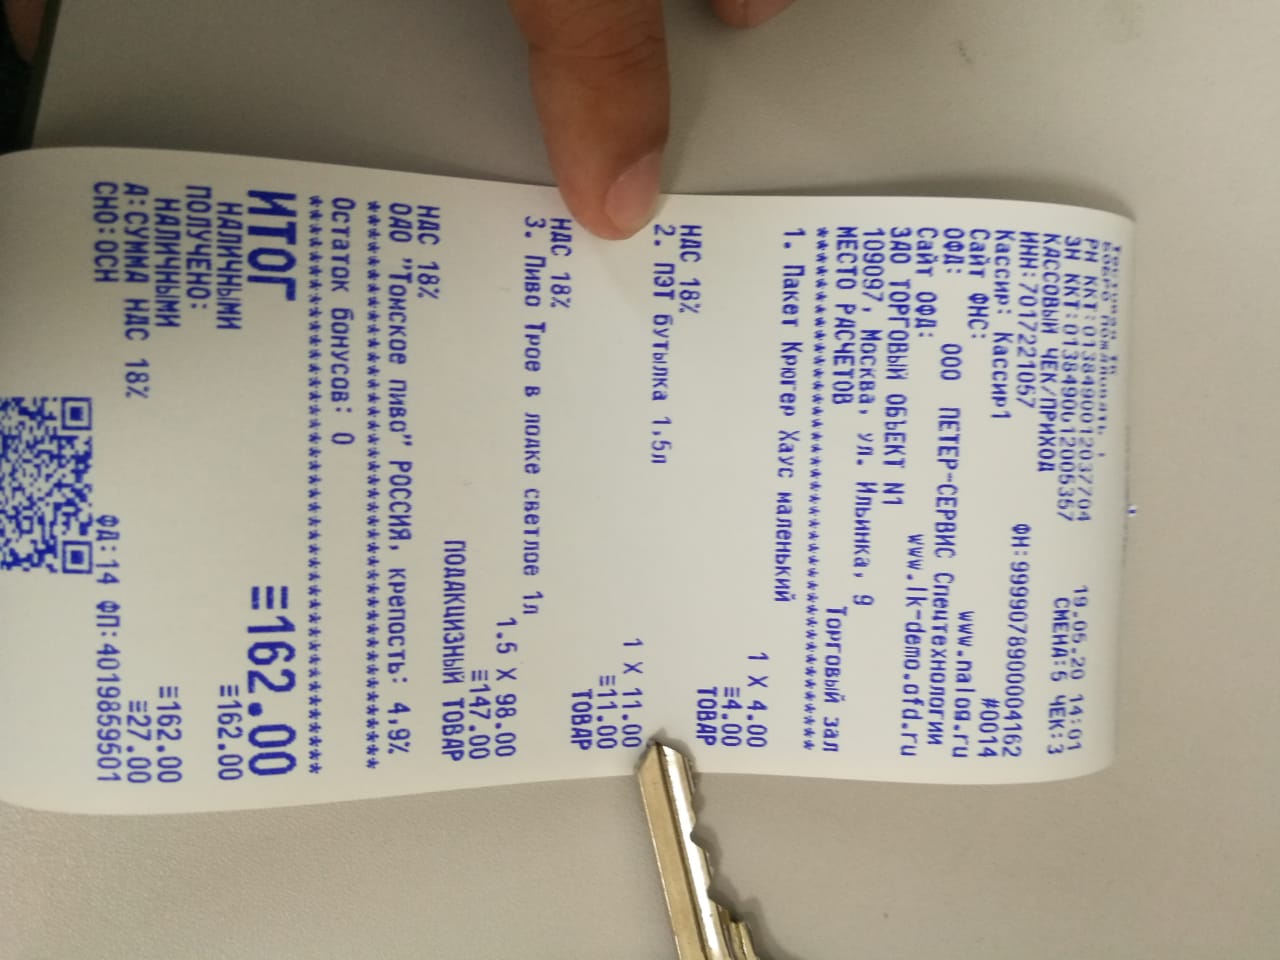 Добро пожаловать,
РН ККТ:0138490012037704
ЗН ККТ:0138490012005357 19.05.20 14:01
КАССОВЫЙ ЧЕК/ПРИХОД СМЕНА:5 ЧЕК:3
ИНН:7017221057 ФН:9999078900004162
Кассир: Кассир1 #0014
Сайт ФНС: www.nalog.ru
ОФД: ООО ПЕТЕР-СЕРВИС Спецтехнологии
Сайт ОФД: www.lk-demo.ofd.ru
ЗАО ТОРГОВЫЙ ОБЪЕКТ N1
109097, Москва, ул. Ильинка, 9
МЕСТО РАСЧЕТОВ Торговый зал
******************************************
1. Пакет Крюгер Хаус маленький
1 X 4.00
≡4.00
НДС 18% ТОВАР
2. ПЭТ бутылка 1,5л
1 X 11.00
≡11.00
НДС 18% ТОВАР
3. Пиво Трое в лодке светлое 1л
1.5 X 98.00
≡147.00
НДС 18% ПОДАКЦИЗНЫЙ ТОВАР
ОАО "Томское пиво" РОССИЯ, крепость: 4,9%
******************************************
Остаток бонусов: 0
******************************************
ИТОГ ≡162.00
НАЛИЧНЫМИ ≡162.00
ПОЛУЧЕНО:
НАЛИЧНЫМИ ≡162.00
Д:СУММА НДС 18% ≡27.00
СНО:ОСН ФД:14 ФП:4019859501